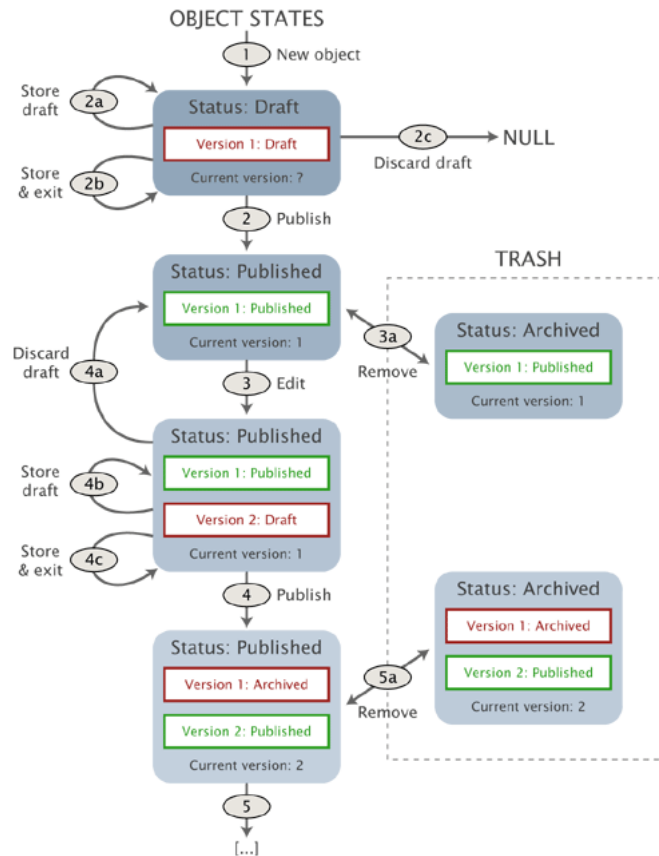 OBJECT STATES
1
New object
Store
draft
2a
Status: Draft
Version 1: Draft
Current version: ?
2c
Discard draft
NULL
Store
& exit
2b
2
Publish
Status: Published
Version 1: Published
Current version: 1
TRASH
3a
Remove
Status: Archived
Version 1: Published
Current version: 1
Discard
draft
4a
3
Edit
Status: Published
Version 1: Published
Version 2: Draft
Current version: 1
Store
draft
4b
Store
& exit
4c
4
Publish
Status: Published
Version 1: Archived
Version 2: Published
Current version: 2
5a
Remove
Status: Archived
Version 1: Archived
Version 2: Published
Current version: 2
5
[...]